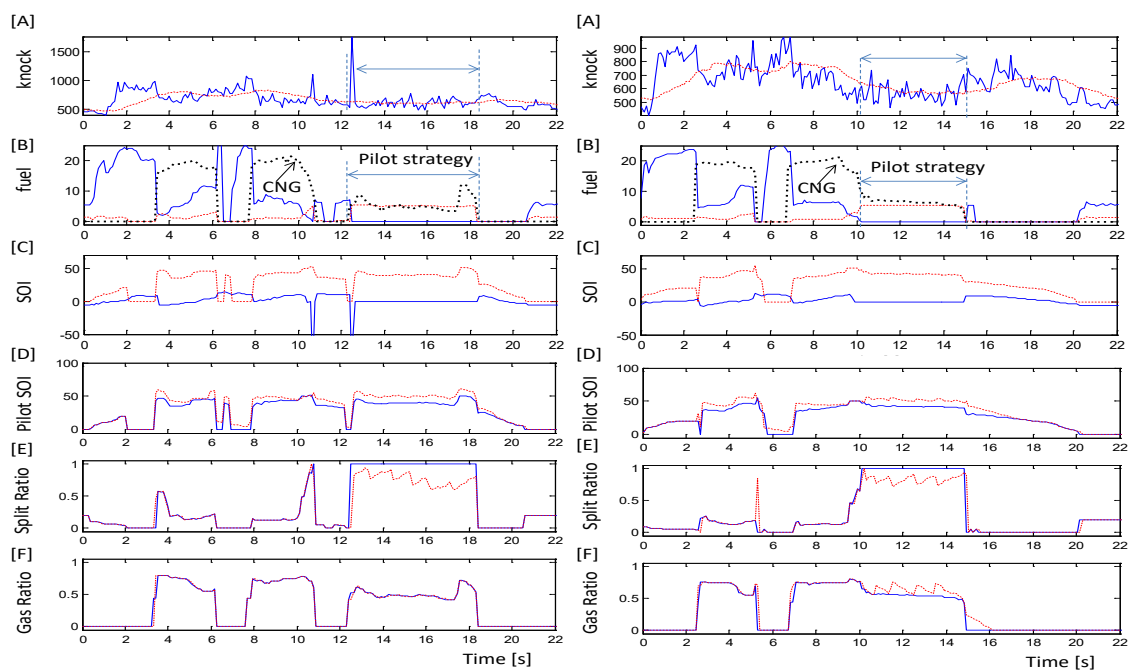 [A]
knock
1750
1000
500
0 2 4 6 8 10 12 14 16 18 20 22
[B]
fuel
20
10
0
CNG
Pilot strategy
0 2 4 6 8 10 12 14 16 18 20 22
[C]
SOI
50
0
-50
0 2 4 6 8 10 12 14 16 18 20 22
[D]
Pilot SOI
100
50
0
0 2 4 6 8 10 12 14 16 18 20 22
[E]
Split Ratio
1
0.5
0
0 2 4 6 8 10 12 14 16 18 20 22
[F]
Gas Ratio
1
0.5
0
0 2 4 6 8 10 12 14 16 18 20 22
Time [s]
[A]
knock
900
800
700
600
500
0 2 4 6 8 10 12 14 16 18 20 22
[B]
fuel
20
10
0
CNG
Pilot strategy
0 2 4 6 8 10 12 14 16 18 20 22
[C]
SOI
50
0
-50
0 2 4 6 8 10 12 14 16 18 20 22
[D]
Pilot SOI
100
50
0
0 2 4 6 8 10 12 14 16 18 20 22
[E]
Split Ratio
1
0.5
0
0 2 4 6 8 10 12 14 16 18 20 22
[F]
Gas Ratio
1
0.5
0
0 2 4 6 8 10 12 14 16 18 20 22
Time [s]